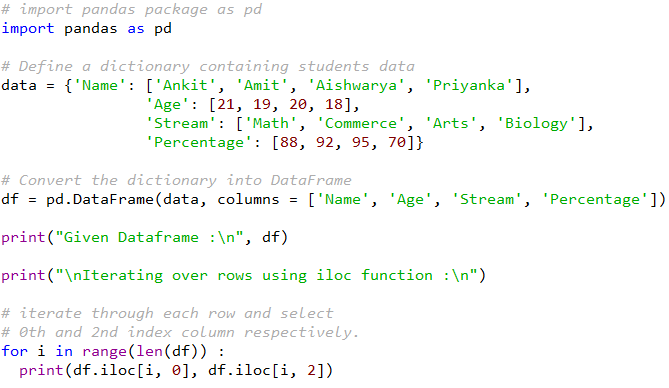 # import pandas package as pd
import pandas as pd
# Define a dictionary containing students data
data = {'Name': ['Ankit', 'Amit', 'Aishwarya', 'Priyanka'],
'Age': [21, 19, 20, 18],
'Stream': ['Math', 'Commerce', 'Arts', 'Biology'],
'Percentage': [88, 92, 95, 70]}
# Convert the dictionary into DataFrame
df = pd.DataFrame(data, columns = ['Name', 'Age', 'Stream', 'Percentage'])
print("Given Dataframe :\n", df)
print("\nIterating over rows using iloc function :\n")
# iterate through each row and select
# 0th and 2nd index column respectively.
for i in range(len(df)) :
print(df.iloc[i, 0], df.iloc[i, 2])